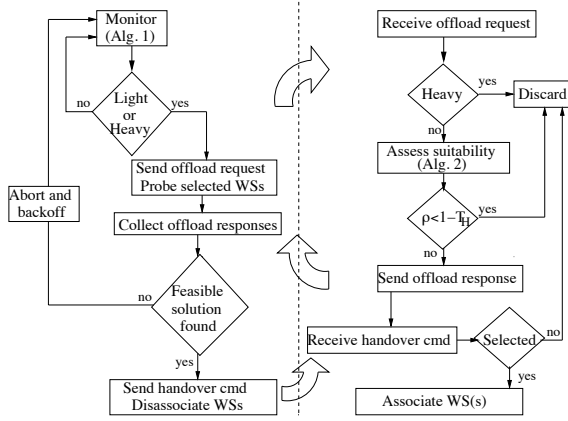 Monitor
(Alg. 1)
Light
or
Heavy
no
yes
Send offload request
Probe selected WSs
Abort and
backoff
Collect offload responses
Feasible
solution
found
no
yes
Send handover cmd
Disassociate WSs
Receive offload request
Heavy
yes
Discard
no
Assess suitability
(Alg. 2)
ρ<1−T_H
yes
no
Send offload response
Receive handover cmd
Selected
no
yes
Associate WS(s)